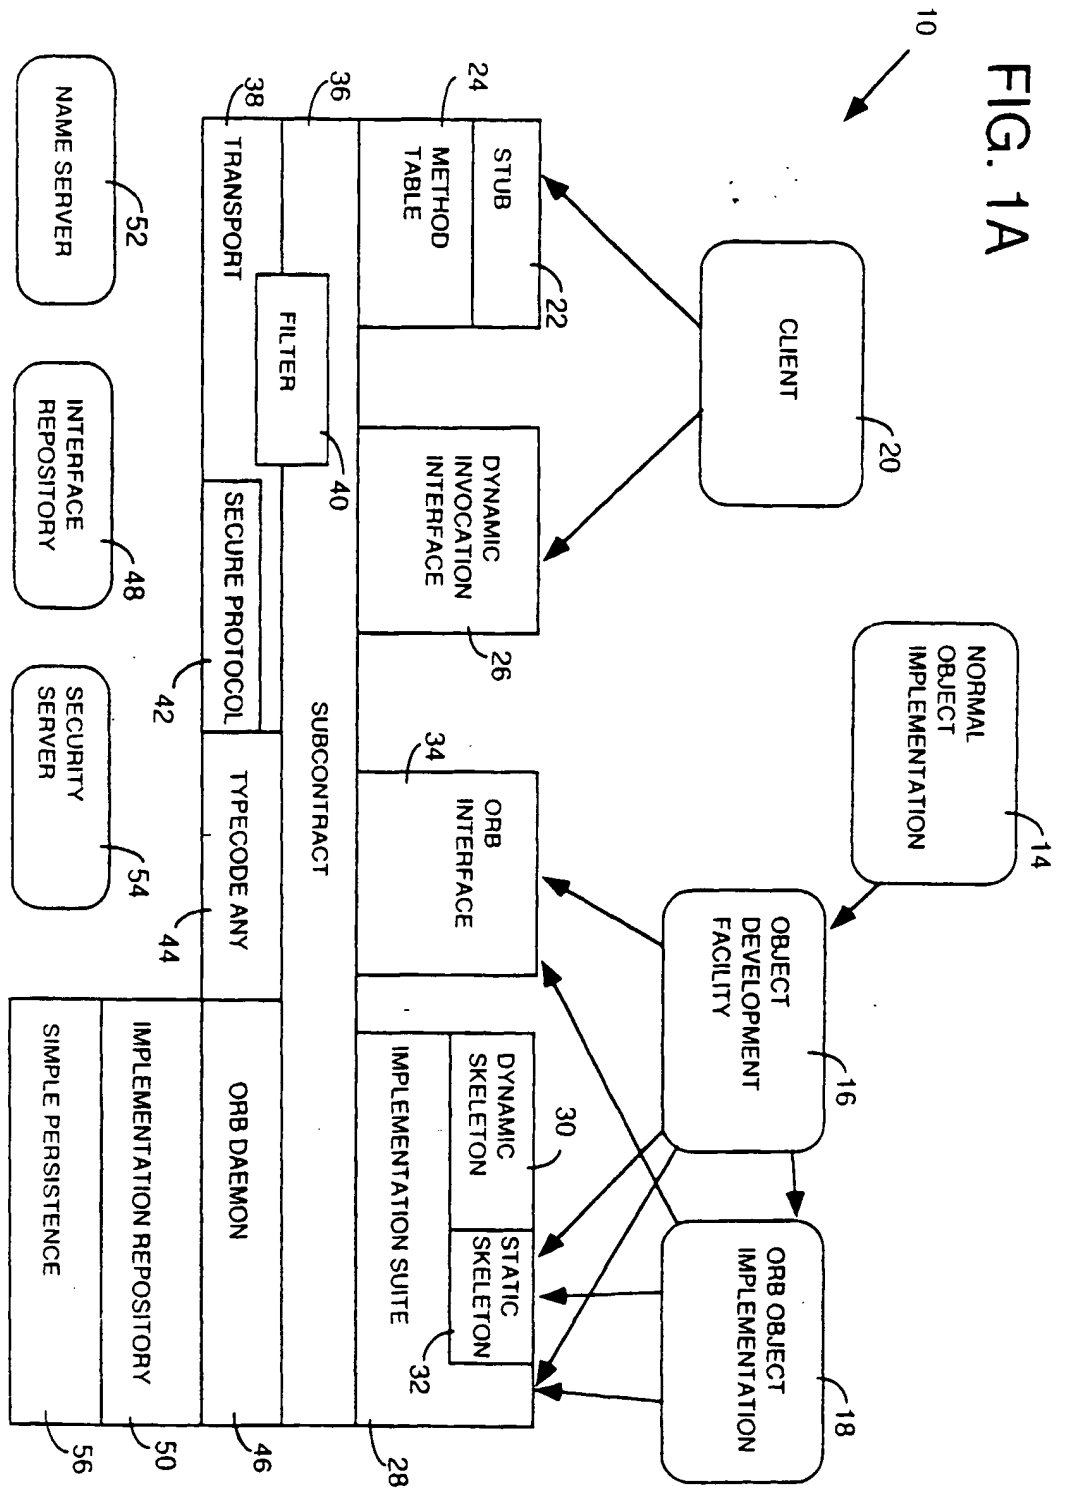 FIG. 1A
10
CLIENT
20
NORMAL
OBJECT
IMPLEMENTATION
14
OBJECT
DEVELOPMENT
FACILITY
16
ORB OBJECT
IMPLEMENTATION
18
STUB
22
METHOD
TABLE
24
DYNAMIC
INVOCATION
INTERFACE
26
ORB
INTERFACE
34
DYNAMIC
SKELETON
30
STATIC
SKELETON
32
IMPLEMENTATION SUITE
28
36
SUBCONTRACT
FILTER
40
38
TRANSPORT
SECURE PROTOCOL
42
TYPECODE ANY
44
ORB DAEMON
46
IMPLEMENTATION REPOSITORY
50
SIMPLE PERSISTENCE
56
NAME SERVER
52
INTERFACE
REPOSITORY
48
SECURITY
SERVER
54